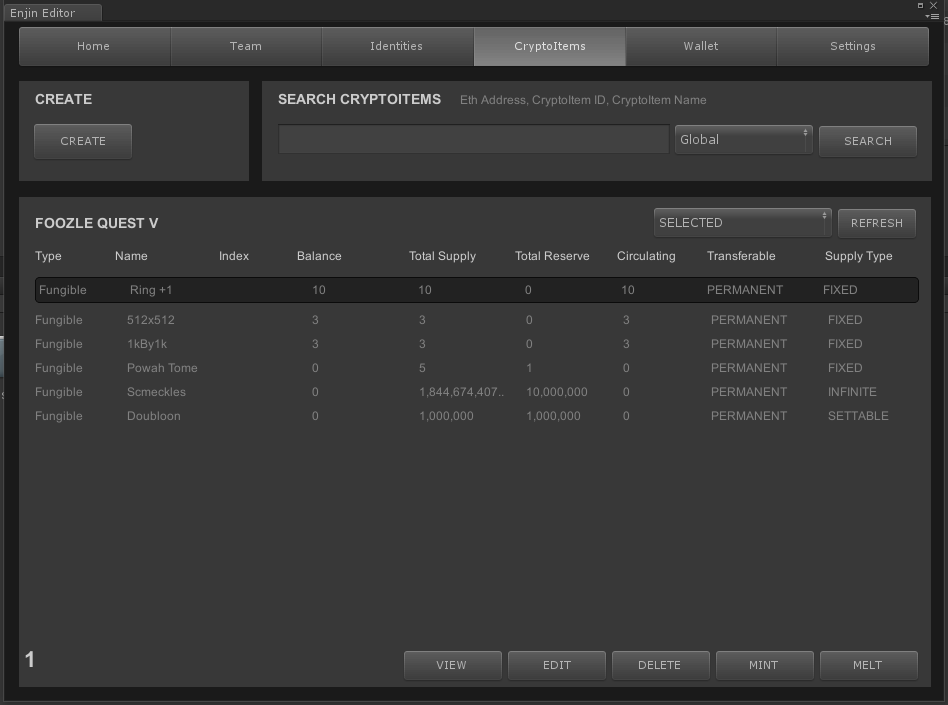 Enjin Editor
Home Team Identities CryptoItems Wallet Settings
CREATE
CREATE
SEARCH CRYPTOITEMS Eth Address, CryptoItem ID, CryptoItem Name
Global SEARCH
FOOZLE QUEST V SELECTED REFRESH
Type Name Index Balance Total Supply Total Reserve Circulating Transferable Supply Type
Fungible Ring +1 10 10 0 10 PERMANENT FIXED
Fungible 512x512 3 3 0 3 PERMANENT FIXED
Fungible 1kBy1k 3 3 0 3 PERMANENT FIXED
Fungible Powah Tome 0 5 1 0 PERMANENT FIXED
Fungible Scmeckles 0 1,844,674,407.. 10,000,000 0 PERMANENT INFINITE
Fungible Doubloon 0 1,000,000 1,000,000 0 PERMANENT SETTABLE
1
VIEW EDIT DELETE MINT MELT